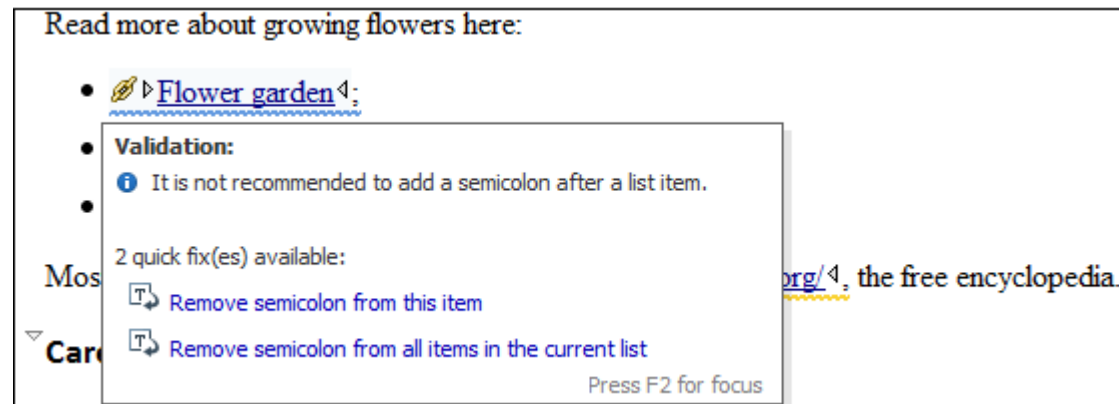 Read more about growing flowers here:
Flower garden;
Validation:
It is not recommended to add a semicolon after a list item.
2 quick fix(es) available:
Mos org/, the free encyclopedia.
Remove semicolon from this item
Remove semicolon from all items in the current list
Care
Press F2 for focus